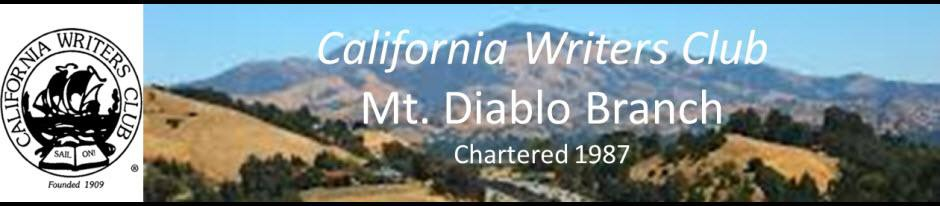 CALIFORNIA WRITERS CLUB
SAIL ON!
®
Founded 1909
California Writers Club
Mt. Diablo Branch
Chartered 1987